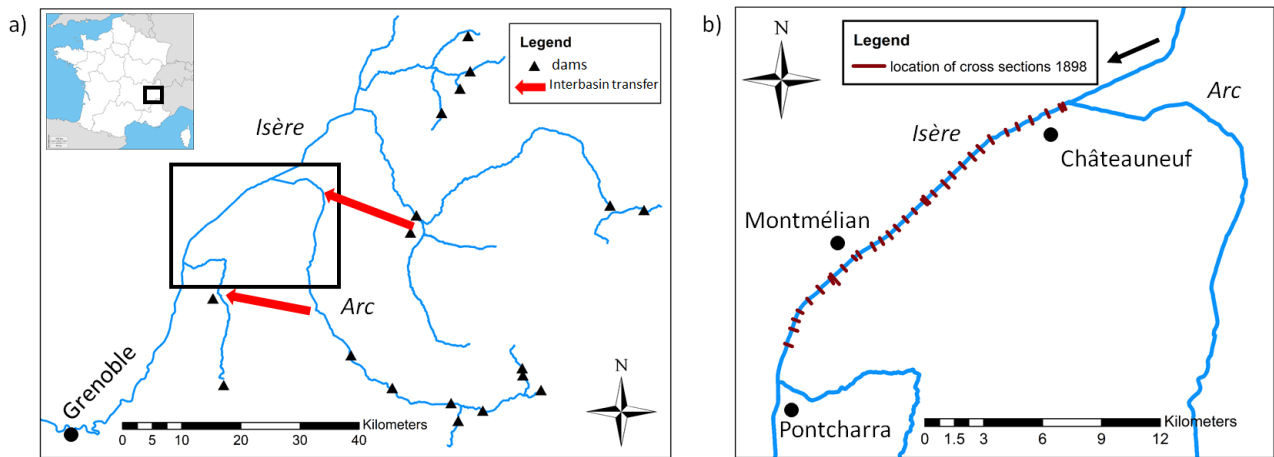 a)
Legend
dams
Interbasin transfer
Isère
Arc
Grenoble
N
0 5 10 20 30 40
Kilometers
b)
N
Legend
location of cross sections 1898
Arc
Isère
Châteauneuf
Montmélian
Pontcharra
Kilometers
0 1.5 3 6 9 12